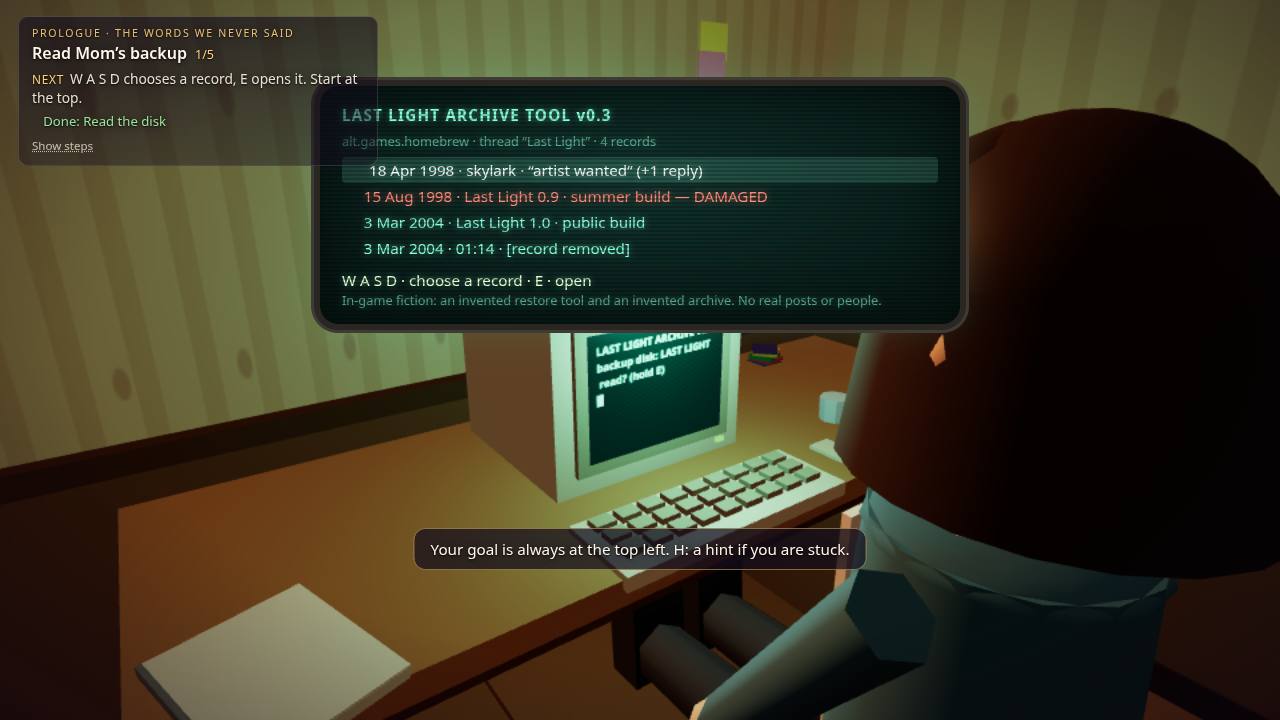 PROLOGUE · THE WORDS WE NEVER SAID
Read Mom’s backup 1/5
NEXT W A S D chooses a record, E opens it. Start at
the top.
Done: Read the disk
Show steps
LAST LIGHT ARCHIVE TOOL v0.3
alt.games.homebrew · thread “Last Light” · 4 records
18 Apr 1998 · skylark · “artist wanted” (+1 reply)
15 Aug 1998 · Last Light 0.9 · summer build — DAMAGED
3 Mar 2004 · Last Light 1.0 · public build
3 Mar 2004 · 01:14 · [record removed]
W A S D · choose a record · E · open
In-game fiction: an invented restore tool and an invented archive. No real posts or people.
LAST LIGHT
backup disk: LAST LIGHT
read? (hold E)
Your goal is always at the top left. H: a hint if you are stuck.